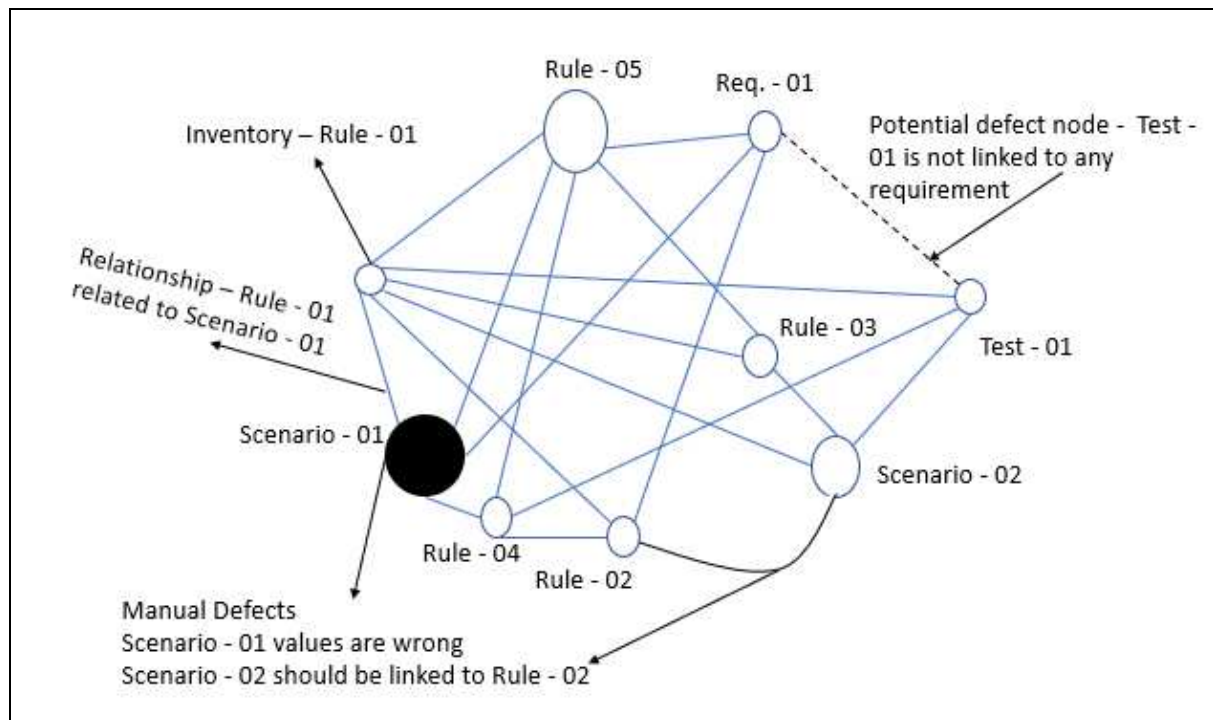 Rule - 05
Req. - 01
Inventory – Rule - 01
Potential defect node -  Test -
01 is not linked to any
requirement
Relationship – Rule - 01
related to Scenario - 01
Rule - 03
Test - 01
Scenario - 01
Scenario - 02
Rule - 04
Rule - 02
Manual Defects
Scenario - 01 values are wrong
Scenario - 02 should be linked to Rule - 02